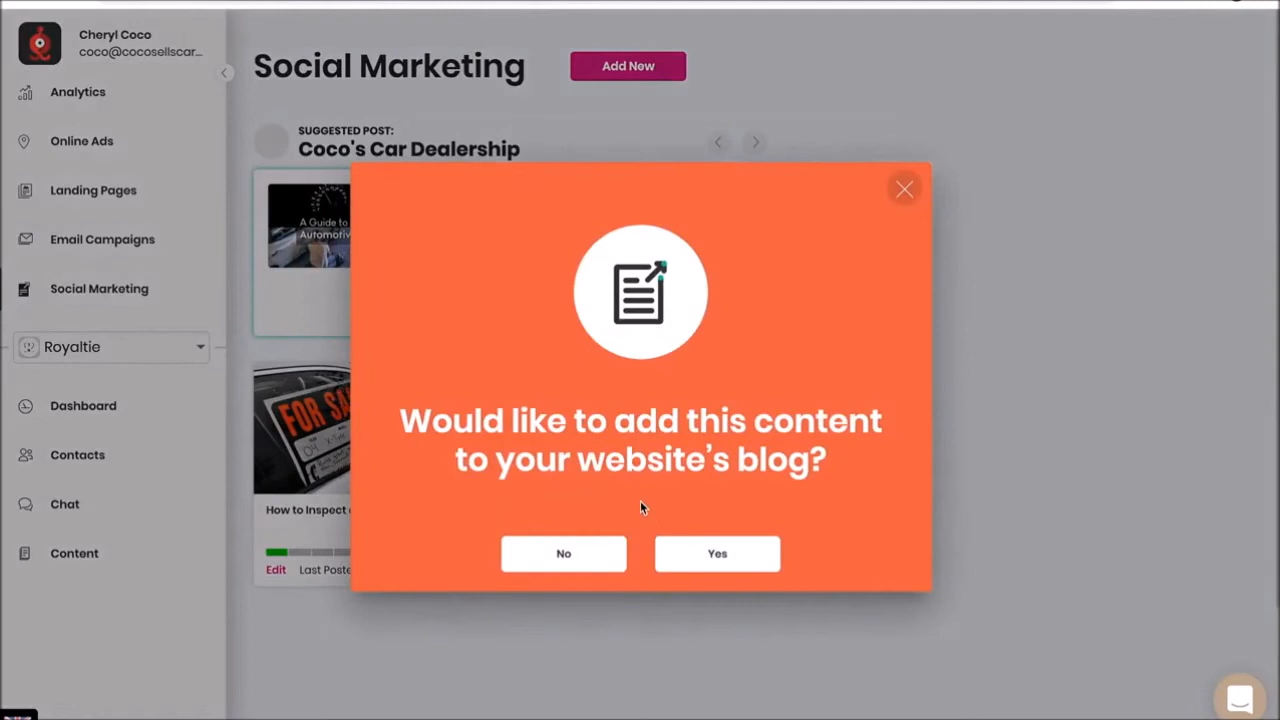 Cheryl Coco
coco@cocosellscar...
Analytics
Online Ads
Landing Pages
Email Campaigns
Social Marketing
Royaltie
Dashboard
Contacts
Chat
Content
Social Marketing
Add New
SUGGESTED POST:
Coco's Car Dealership
A Guide to
Automotiv
FOR SA
How to Inspect
Edit Last Poste
Would like to add this content
to your website's blog?
No
Yes